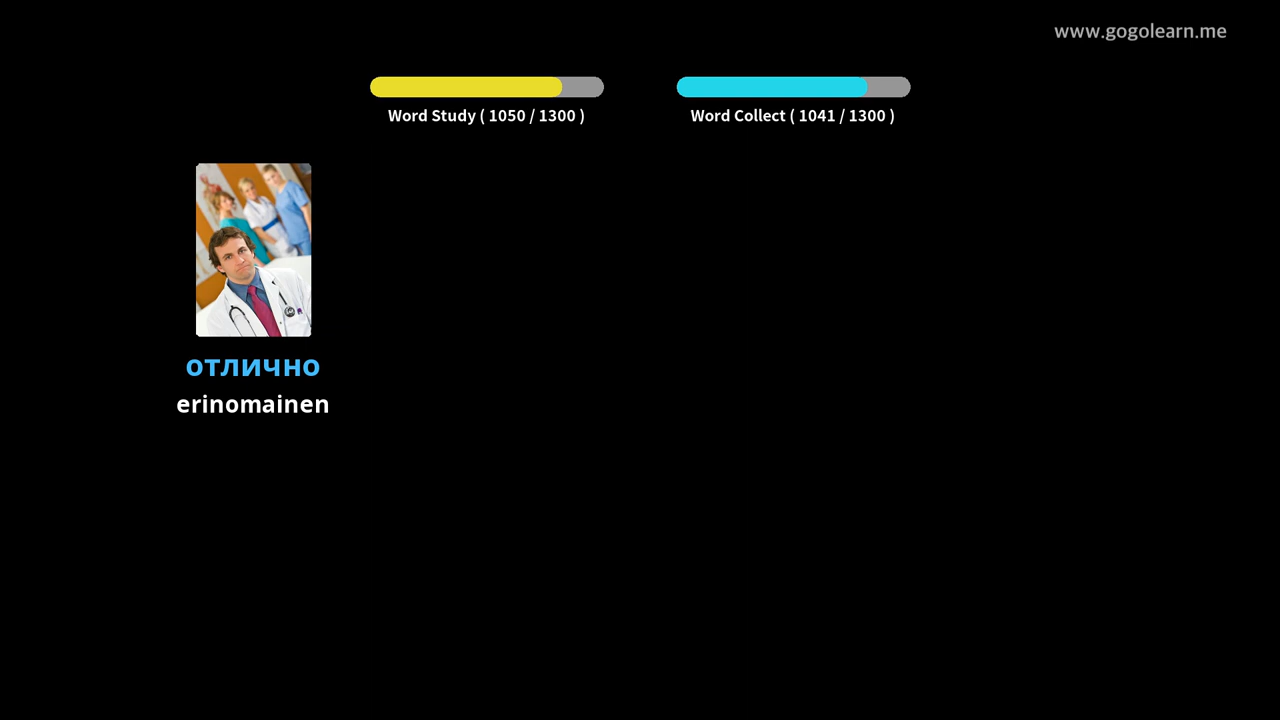 www.gogolearn.me
Word Study ( 1050 / 1300 )
Word Collect ( 1041 / 1300 )
отлично
erinomainen